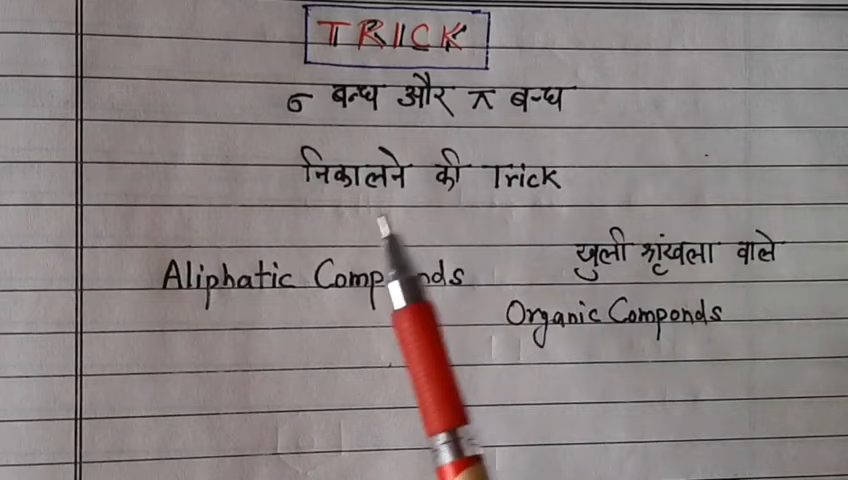 TRICK
σ बन्ध और π बन्ध
निकालने की Trick
खुली श्रृंखला वाले
Aliphatic Componds
Organic Componds